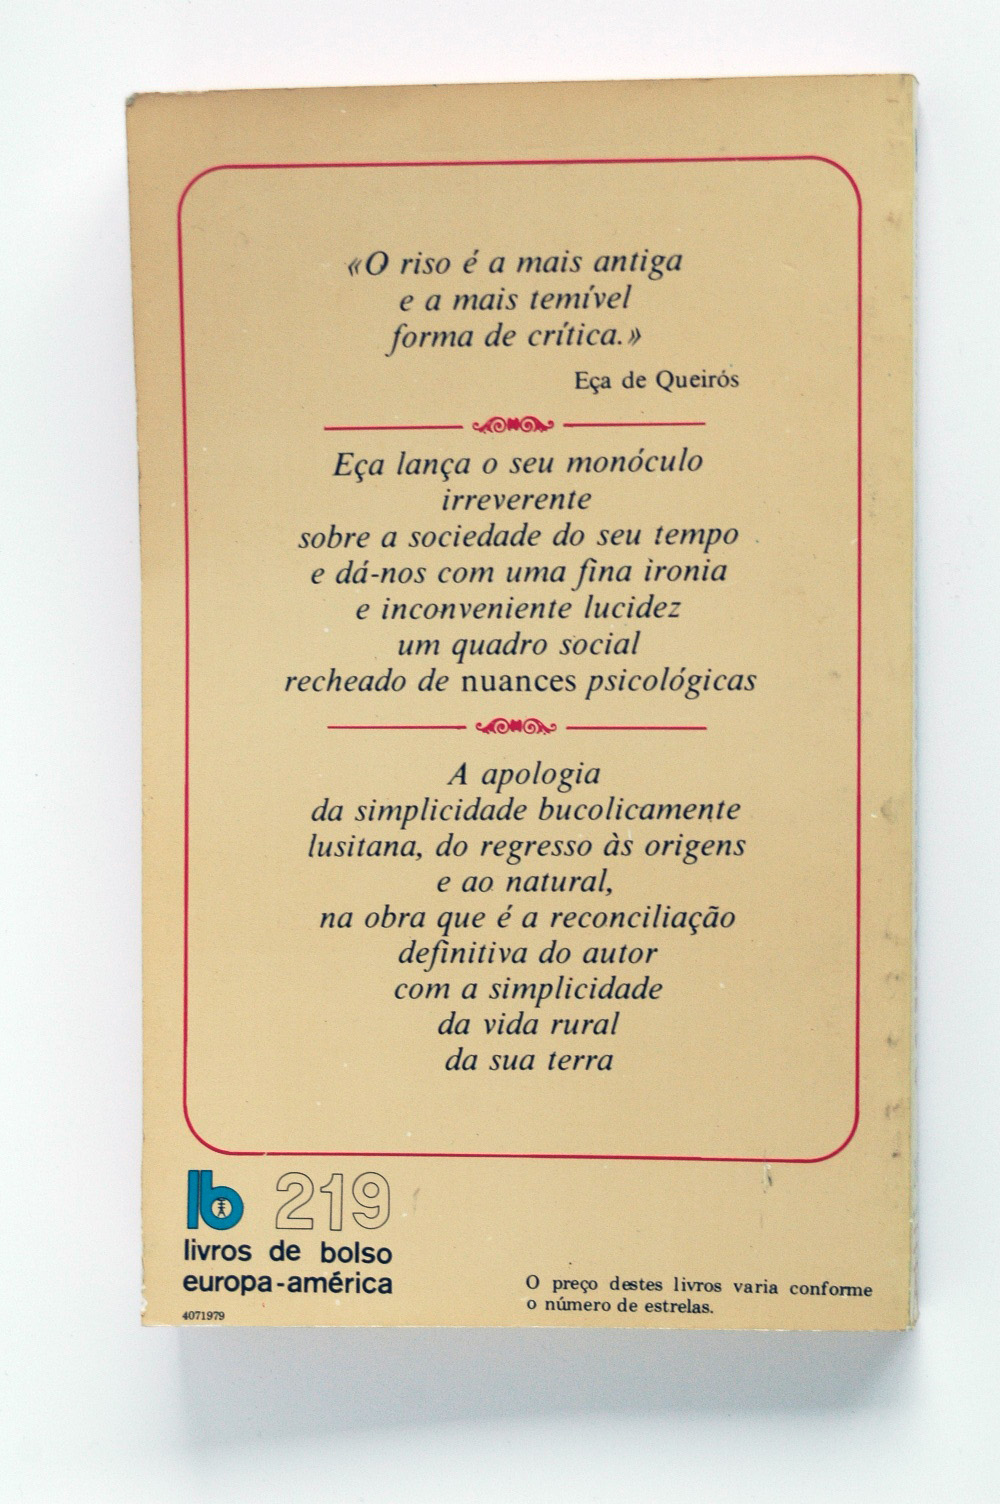 «O riso é a mais antiga
e a mais temível
forma de crítica.»
Eça de Queirós
Eça lança o seu monóculo
irreverente
sobre a sociedade do seu tempo
e dá-nos com uma fina ironia
e inconveniente lucidez
um quadro social
recheado de nuances psicológicas
A apologia
da simplicidade bucolicamente
lusitana, do regresso às origens
e ao natural,
na obra que é a reconciliação
definitiva do autor
com a simplicidade
da vida rural
da sua terra
lb 219
livros de bolso
europa-américa
4071979
O preço destes livros varia conforme
o número de estrelas.